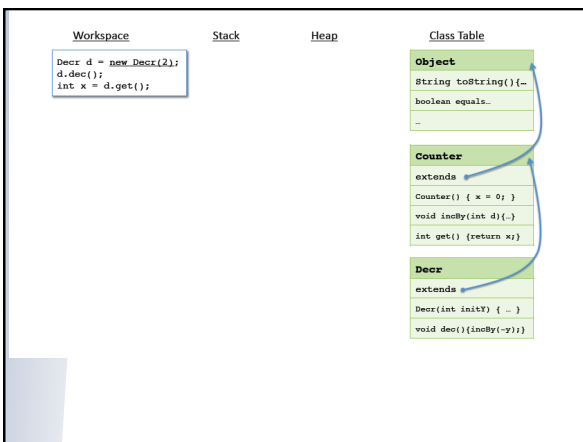 Workspace
Stack
Heap
Class Table
Decr d = new Decr(2);
d.dec();
int x = d.get();
Object
String toString(){…
boolean equals…
…
Counter
extends
Counter() { x = 0; }
void incBy(int d){…}
int get() {return x;}
Decr
extends
Decr(int initY) { … }
void dec(){incBy(-y);}